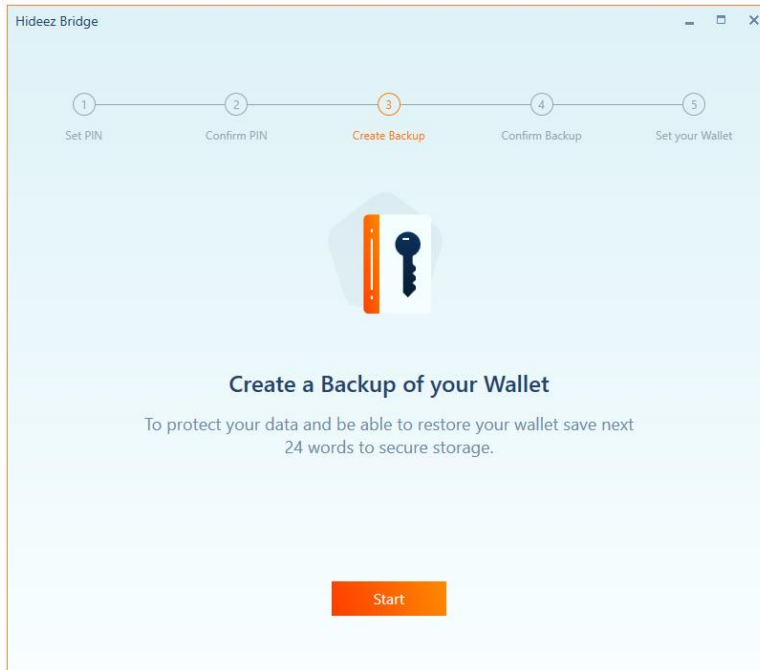 Hideez Bridge
1
2
3
4
5
Set PIN
Confirm PIN
Create Backup
Confirm Backup
Set your Wallet
Create a Backup of your Wallet
To protect your data and be able to restore your wallet save next
24 words to secure storage.
Start